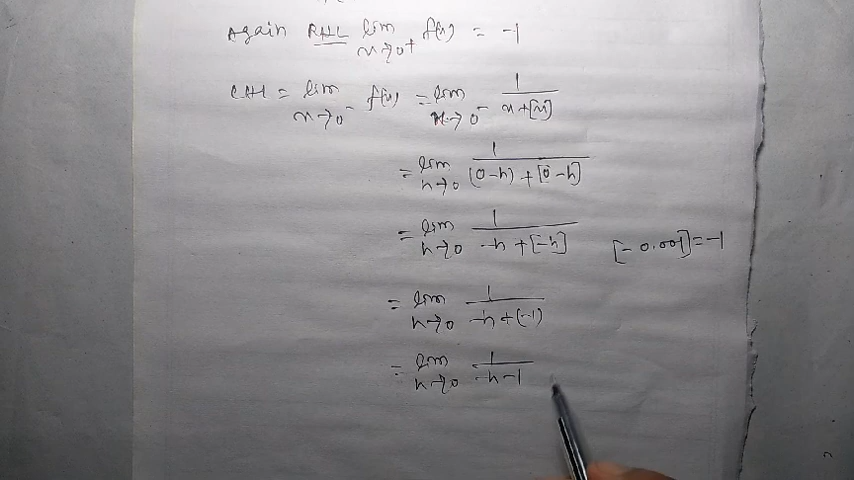 Again RHL lim x→0+ f(x) = -1
LHL = lim x→0- f(x) = lim x→0- 1/(x+[x])
= lim h→0 1/((0-h)+[0-h])
= lim h→0 1/(-h+[-h]) [-0.001]=-1
= lim h→0 1/(-h+(-1))
= lim h→0 1/(-h-1)